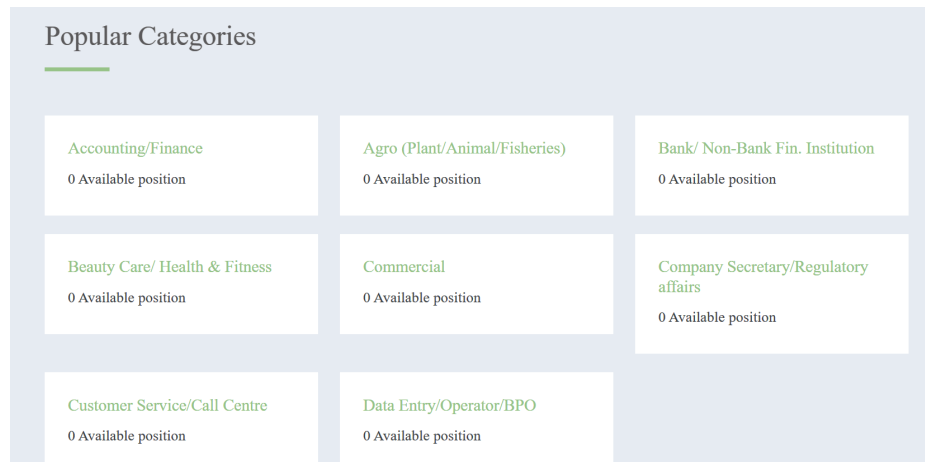 Popular Categories
Accounting/Finance
0 Available position
Agro (Plant/Animal/Fisheries)
0 Available position
Bank/ Non-Bank Fin. Institution
0 Available position
Beauty Care/ Health & Fitness
0 Available position
Commercial
0 Available position
Company Secretary/Regulatory
affairs
0 Available position
Customer Service/Call Centre
0 Available position
Data Entry/Operator/BPO
0 Available position